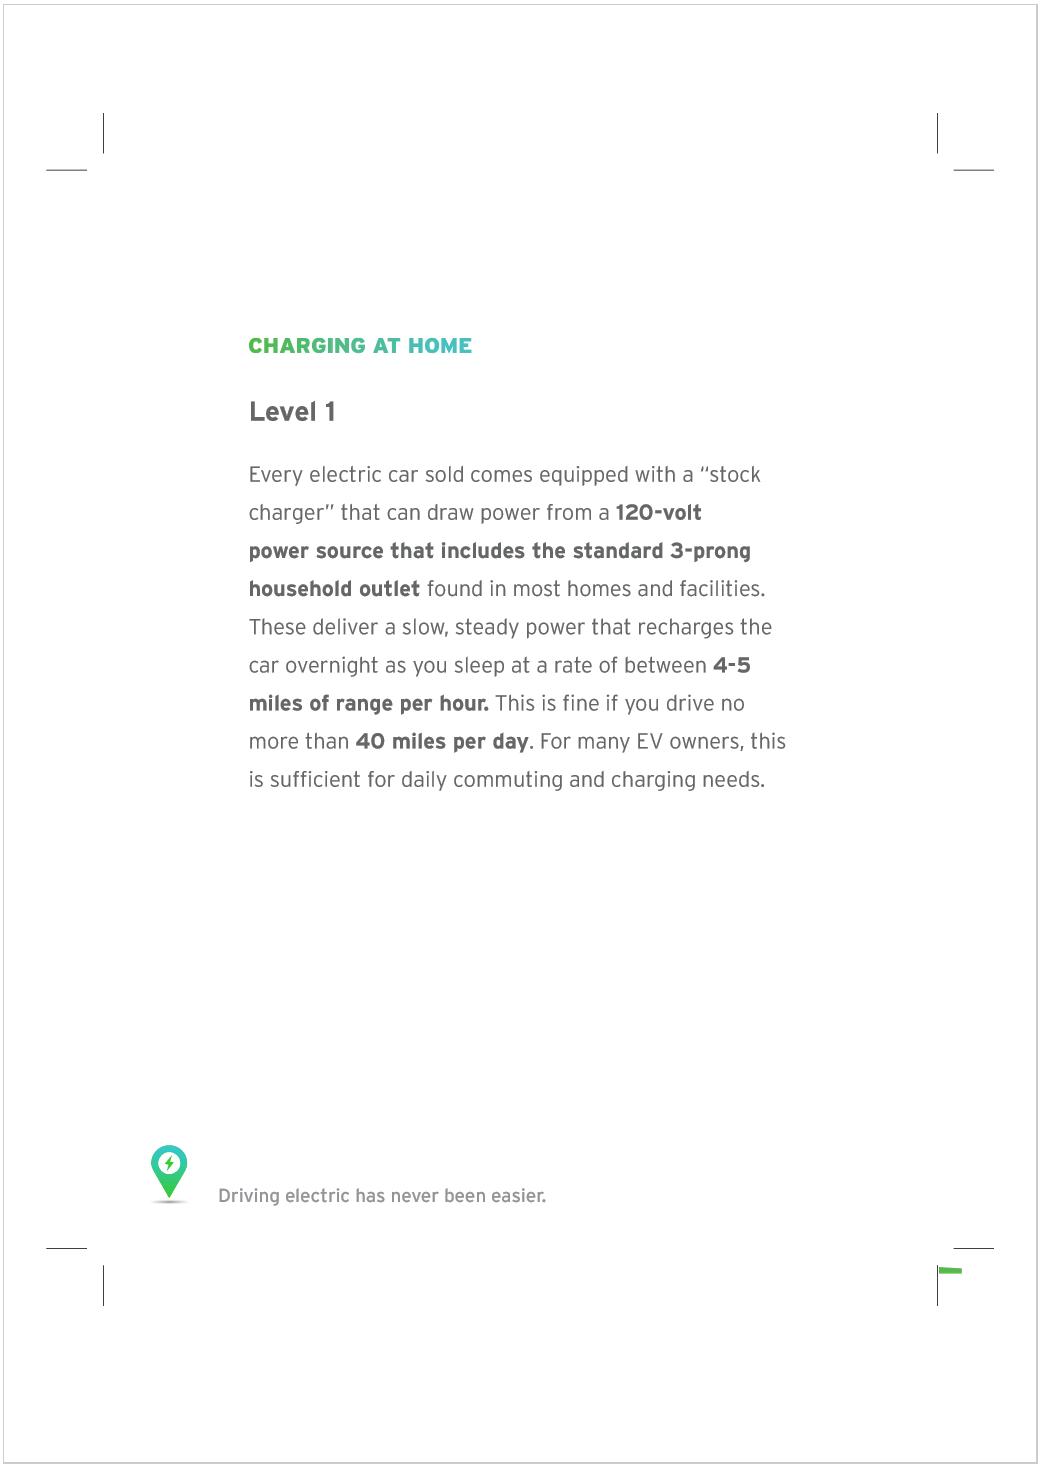 CHARGING AT HOME
Level 1
Every electric car sold comes equipped with a “stock
charger” that can draw power from a 120-volt
power source that includes the standard 3-prong
household outlet found in most homes and facilities.
These deliver a slow, steady power that recharges the
car overnight as you sleep at a rate of between 4-5
miles of range per hour. This is fine if you drive no
more than 40 miles per day. For many EV owners, this
is sufficient for daily commuting and charging needs.
Driving electric has never been easier.